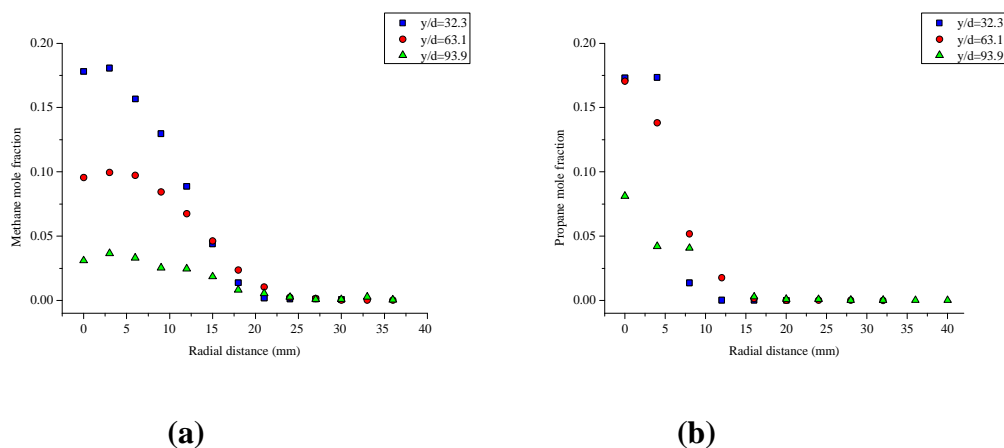 y/d=32.3
y/d=63.1
y/d=93.9
0.20
0.15
0.10
0.05
0.00
Methane mole fraction
0 5 10 15 20 25 30 35 40
Radial distance (mm)
(a)
y/d=32.3
y/d=63.1
y/d=93.9
0.20
0.15
0.10
0.05
0.00
Propane mole fraction
0 5 10 15 20 25 30 35 40
Radial distance (mm)
(b)